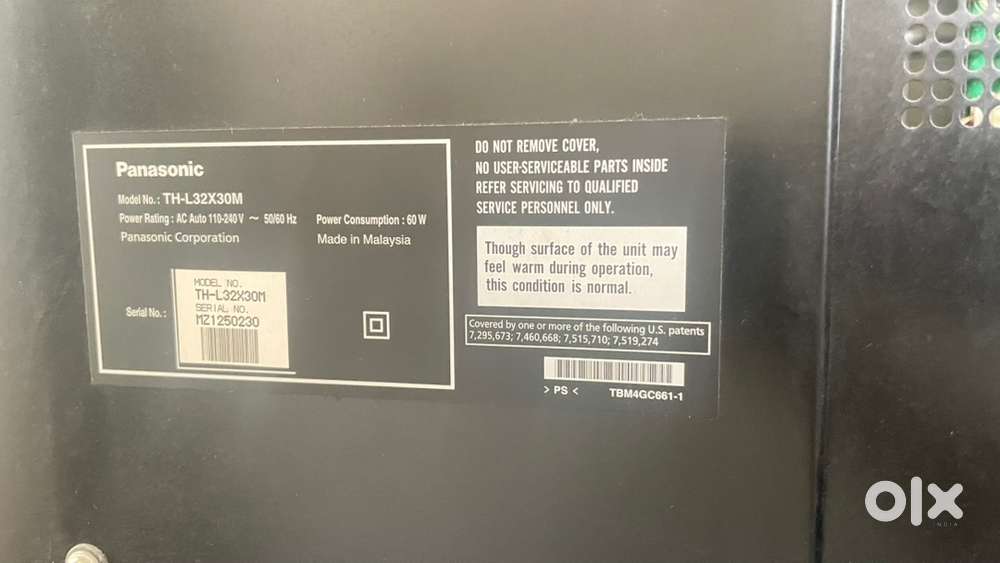 Panasonic
Model No.: TH-L32X30M
Power Rating : AC Auto 110-240 V ~ 50/60 Hz Power Consumption : 60 W
Panasonic Corporation Made in Malaysia
Serial No. :
MODEL NO.
TH-L32X30M
SERIAL NO.
MZ1250230
DO NOT REMOVE COVER,
NO USER-SERVICEABLE PARTS INSIDE
REFER SERVICING TO QUALIFIED
SERVICE PERSONNEL ONLY.
Though surface of the unit may
feel warm during operation,
this condition is normal.
Covered by one or more of the following U.S. patents
7,295,673; 7,460,668; 7,515,710; 7,519,274
> PS < TBM4GC661-1
olx
INDIA